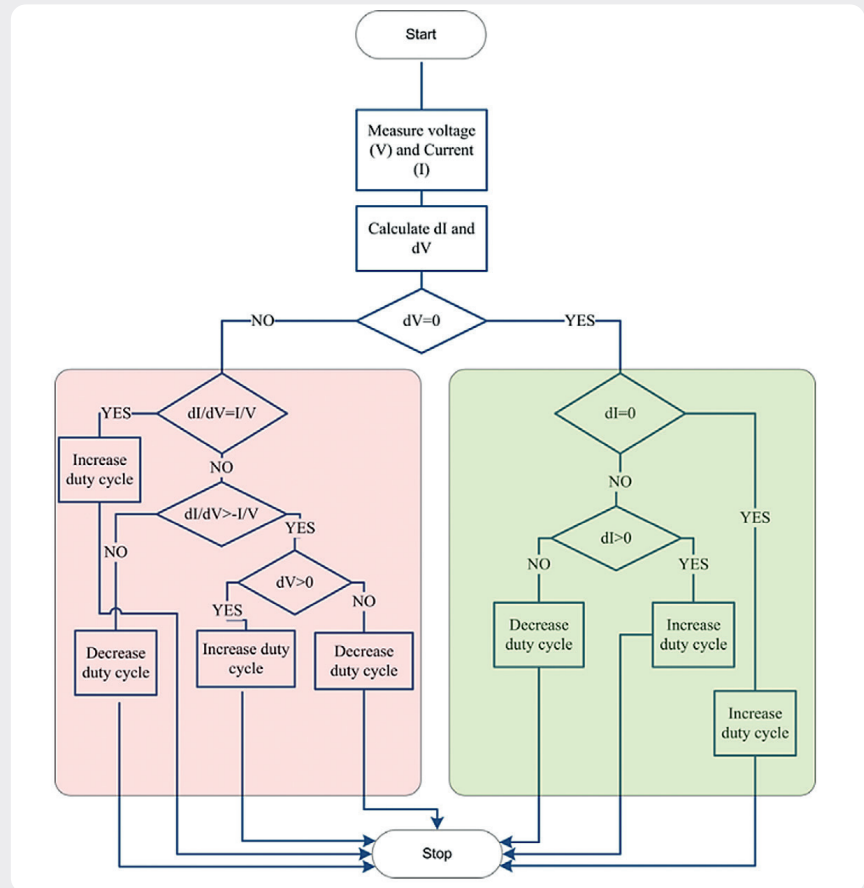 Start
Measure voltage
(V) and Current
(I)
Calculate dI and
dV
dV=0
NO
YES
dI/dV=I/V
YES
Increase
duty cycle
NO
dI/dV>-I/V
NO
YES
dV>0
YES
NO
Decrease
duty cycle
Increase duty
cycle
Decrease
duty cycle
dI=0
NO
YES
dI>0
NO
YES
Decrease
duty cycle
Increase
duty cycle
Increase
duty cycle
Stop